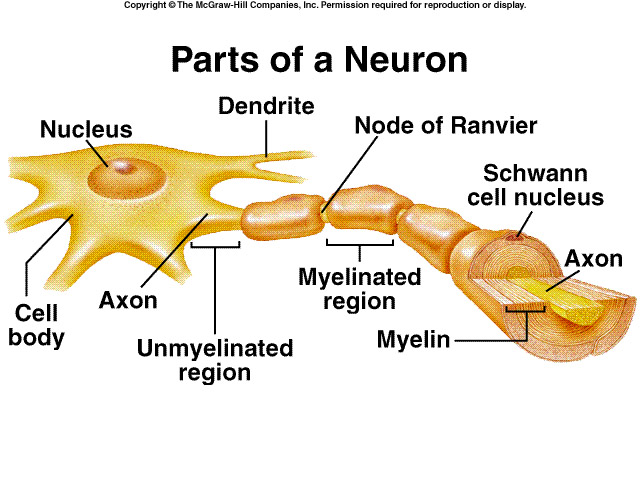 Copyright © The McGraw-Hill Companies, Inc. Permission required for reproduction or display.
Parts of a Neuron
Dendrite
Nucleus
Node of Ranvier
Schwann
cell nucleus
Axon
Myelinated
region
Axon
Cell
body
Unmyelinated
region
Myelin